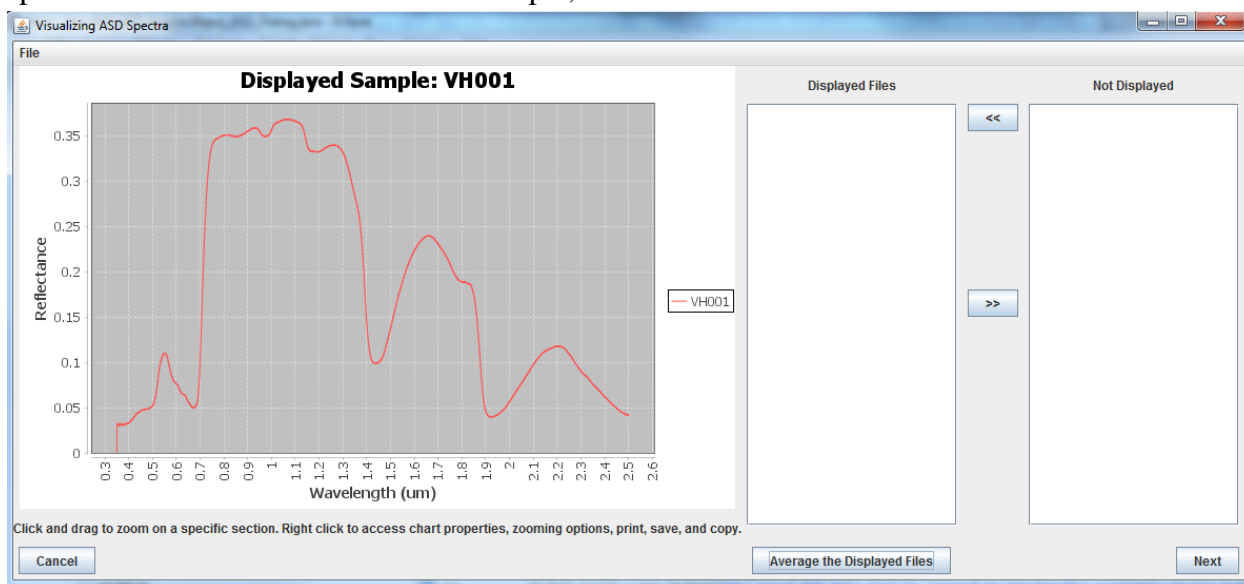 Visualizing ASD Spectra
File
Displayed Sample: VH001
Reflectance
0.35
0.3
0.25
0.2
0.15
0.1
0.05
0
0.3 0.4 0.5 0.6 0.7 0.8 0.9 1 1.1 1.2 1.3 1.4 1.5 1.6 1.7 1.8 1.9 2 2.1 2.2 2.3 2.4 2.5 2.6
Wavelength (um)
VH001
Displayed Files
Not Displayed
<<
>>
Click and drag to zoom on a specific section. Right click to access chart properties, zooming options, print, save, and copy.
Cancel
Average the Displayed Files
Next